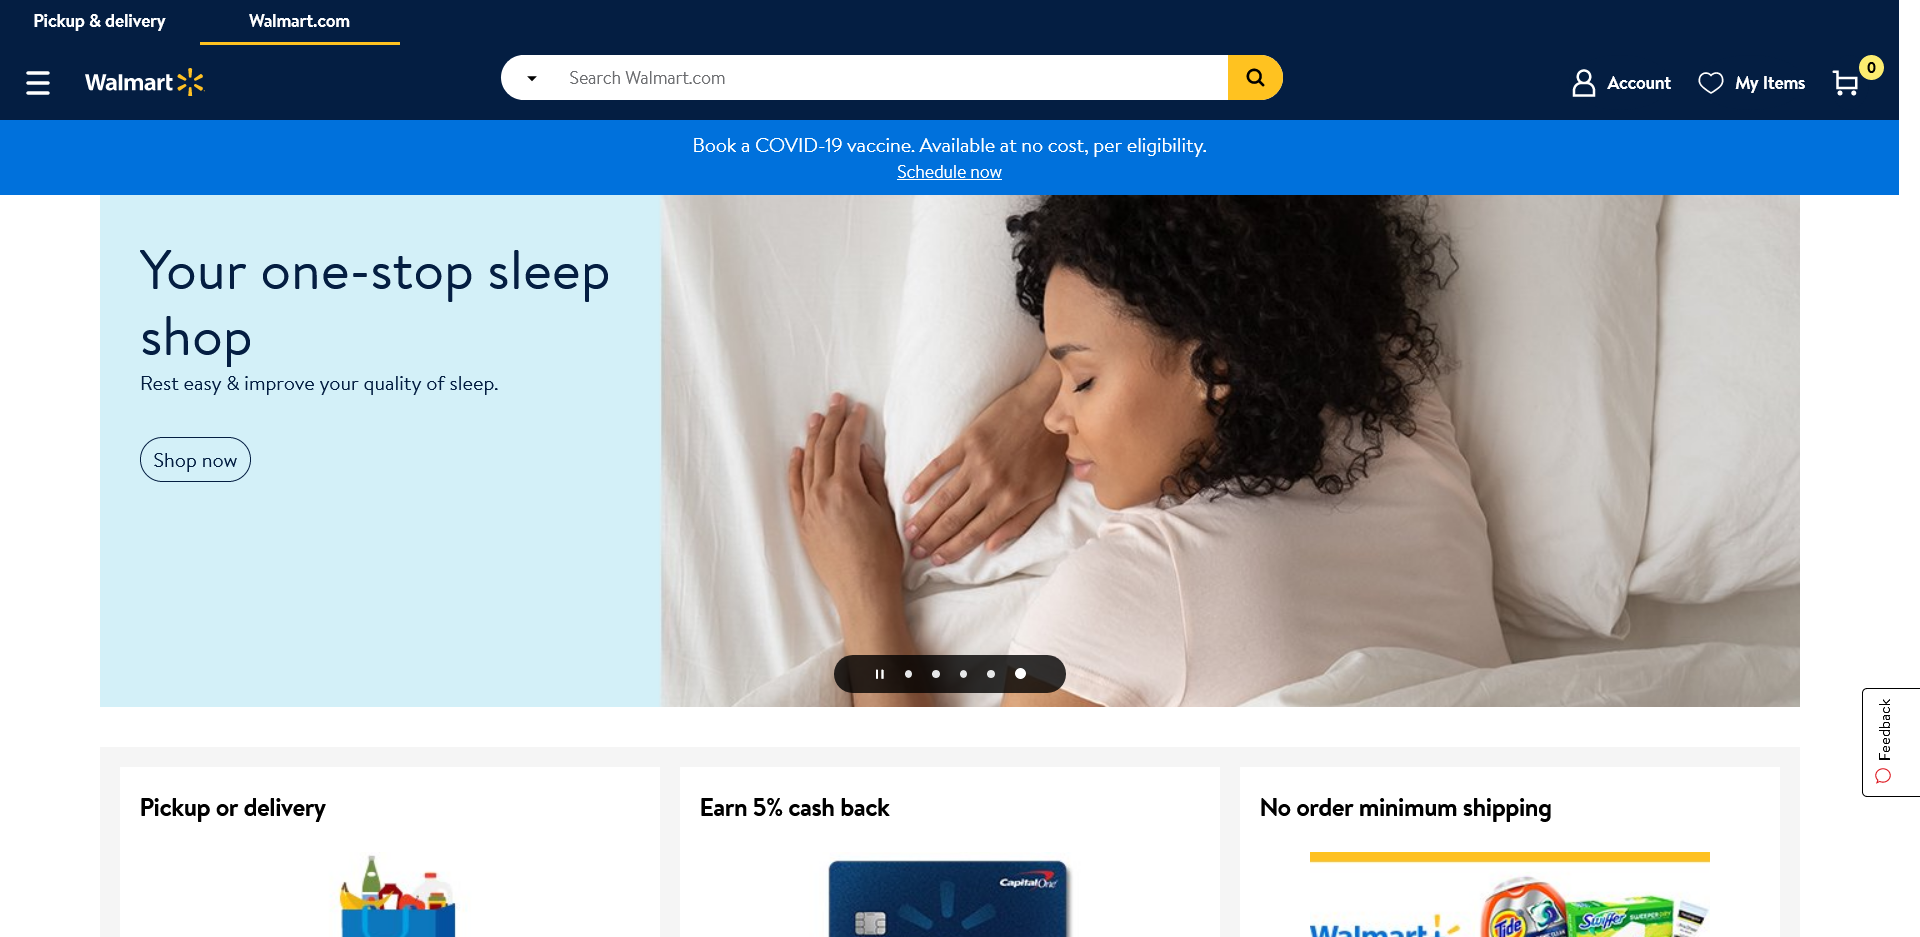 Pickup & delivery
Walmart.com
Walmart
Search Walmart.com
Account
My Items
0
Book a COVID-19 vaccine. Available at no cost, per eligibility.
Schedule now
Your one-stop sleep
shop
Rest easy & improve your quality of sleep.
Shop now
Feedback
Pickup or delivery
Earn 5% cash back
No order minimum shipping
Capital One
Walmart
Tide
Swiffer
SWEEPER